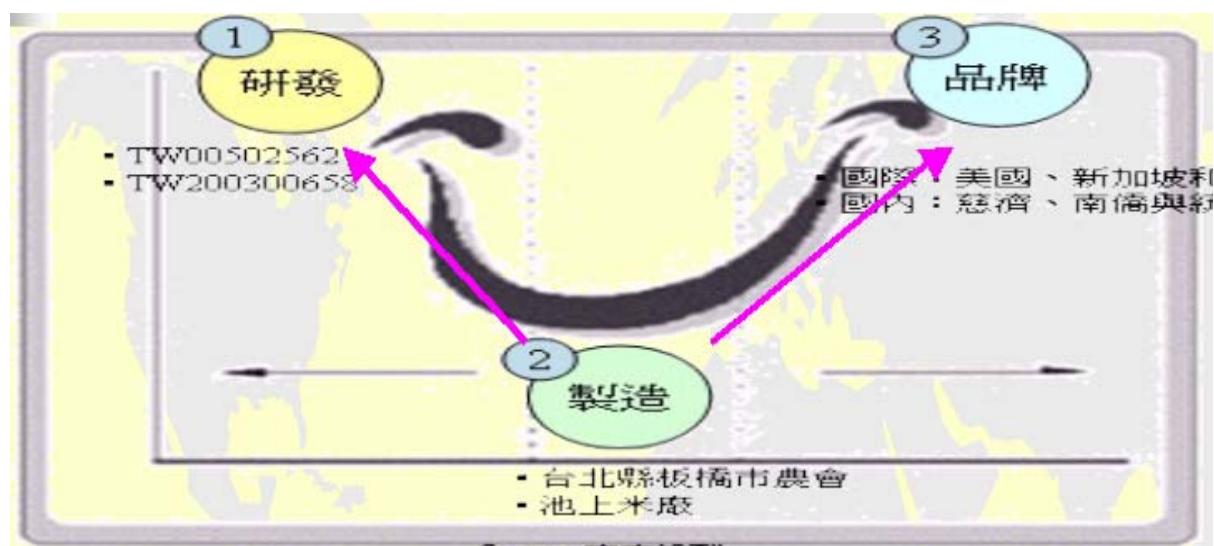 1
研發
3
品牌
▪ TW00502562
▪ TW200300658
▪ 國際：美國、新加坡和
▪ 國內：慈濟、南僑與統
2
製造
▪ 台北縣板橋市農會
▪ 池上米廠